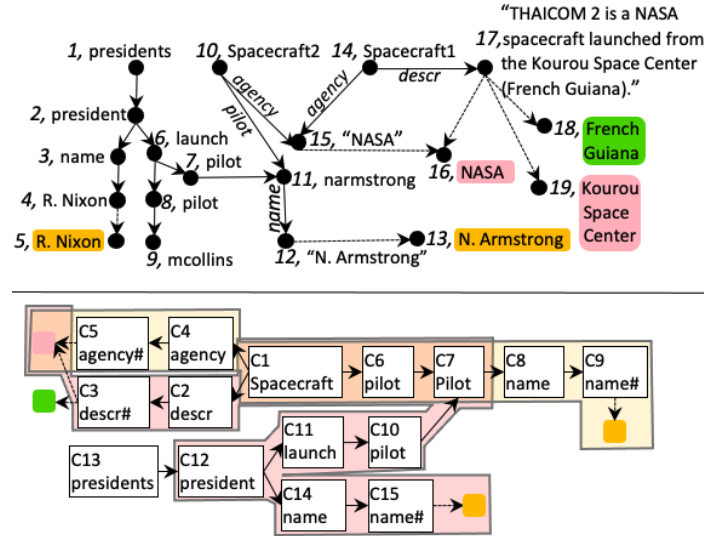 1, presidents
10, Spacecraft2
14, Spacecraft1
"THAICOM 2 is a NASA
17, spacecraft launched from
the Kourou Space Center
(French Guiana)."
agency
pilot
agency
descr
2, president
3, name
6, launch
7, pilot
15, "NASA"
16, NASA
18, French
Guiana
4, R. Nixon
8, pilot
11, narmstrong
19, Kourou
Space
Center
name
5, R. Nixon
9, mcollins
12, "N. Armstrong"
13, N. Armstrong
C5
agency#
C4
agency
C1
Spacecraft
C6
pilot
C7
Pilot
C8
name
C9
name#
C3
descr#
C2
descr
C11
launch
C10
pilot
C13
presidents
C12
president
C14
name
C15
name#